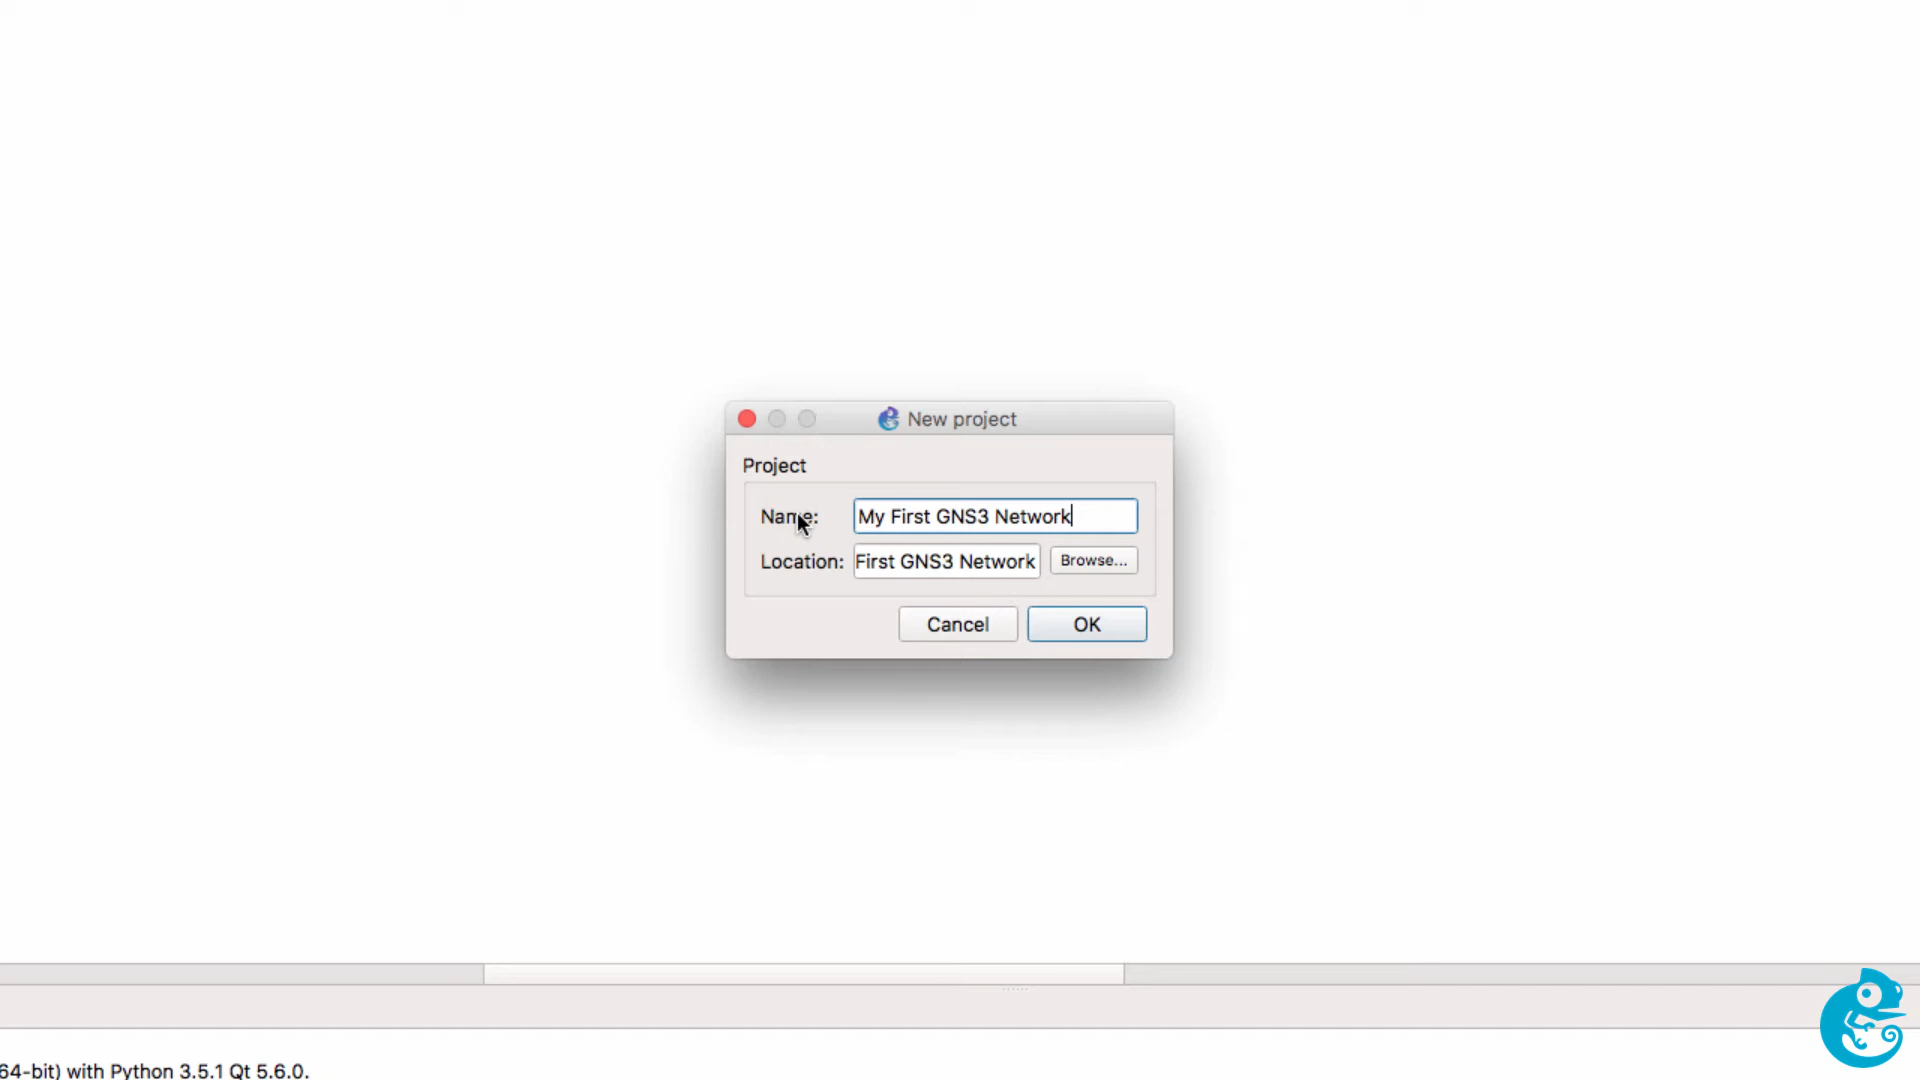 New project
Project
Name: My First GNS3 Network
Location: First GNS3 Network Browse...
Cancel OK
64-bit) with Python 3.5.1 Qt 5.6.0.